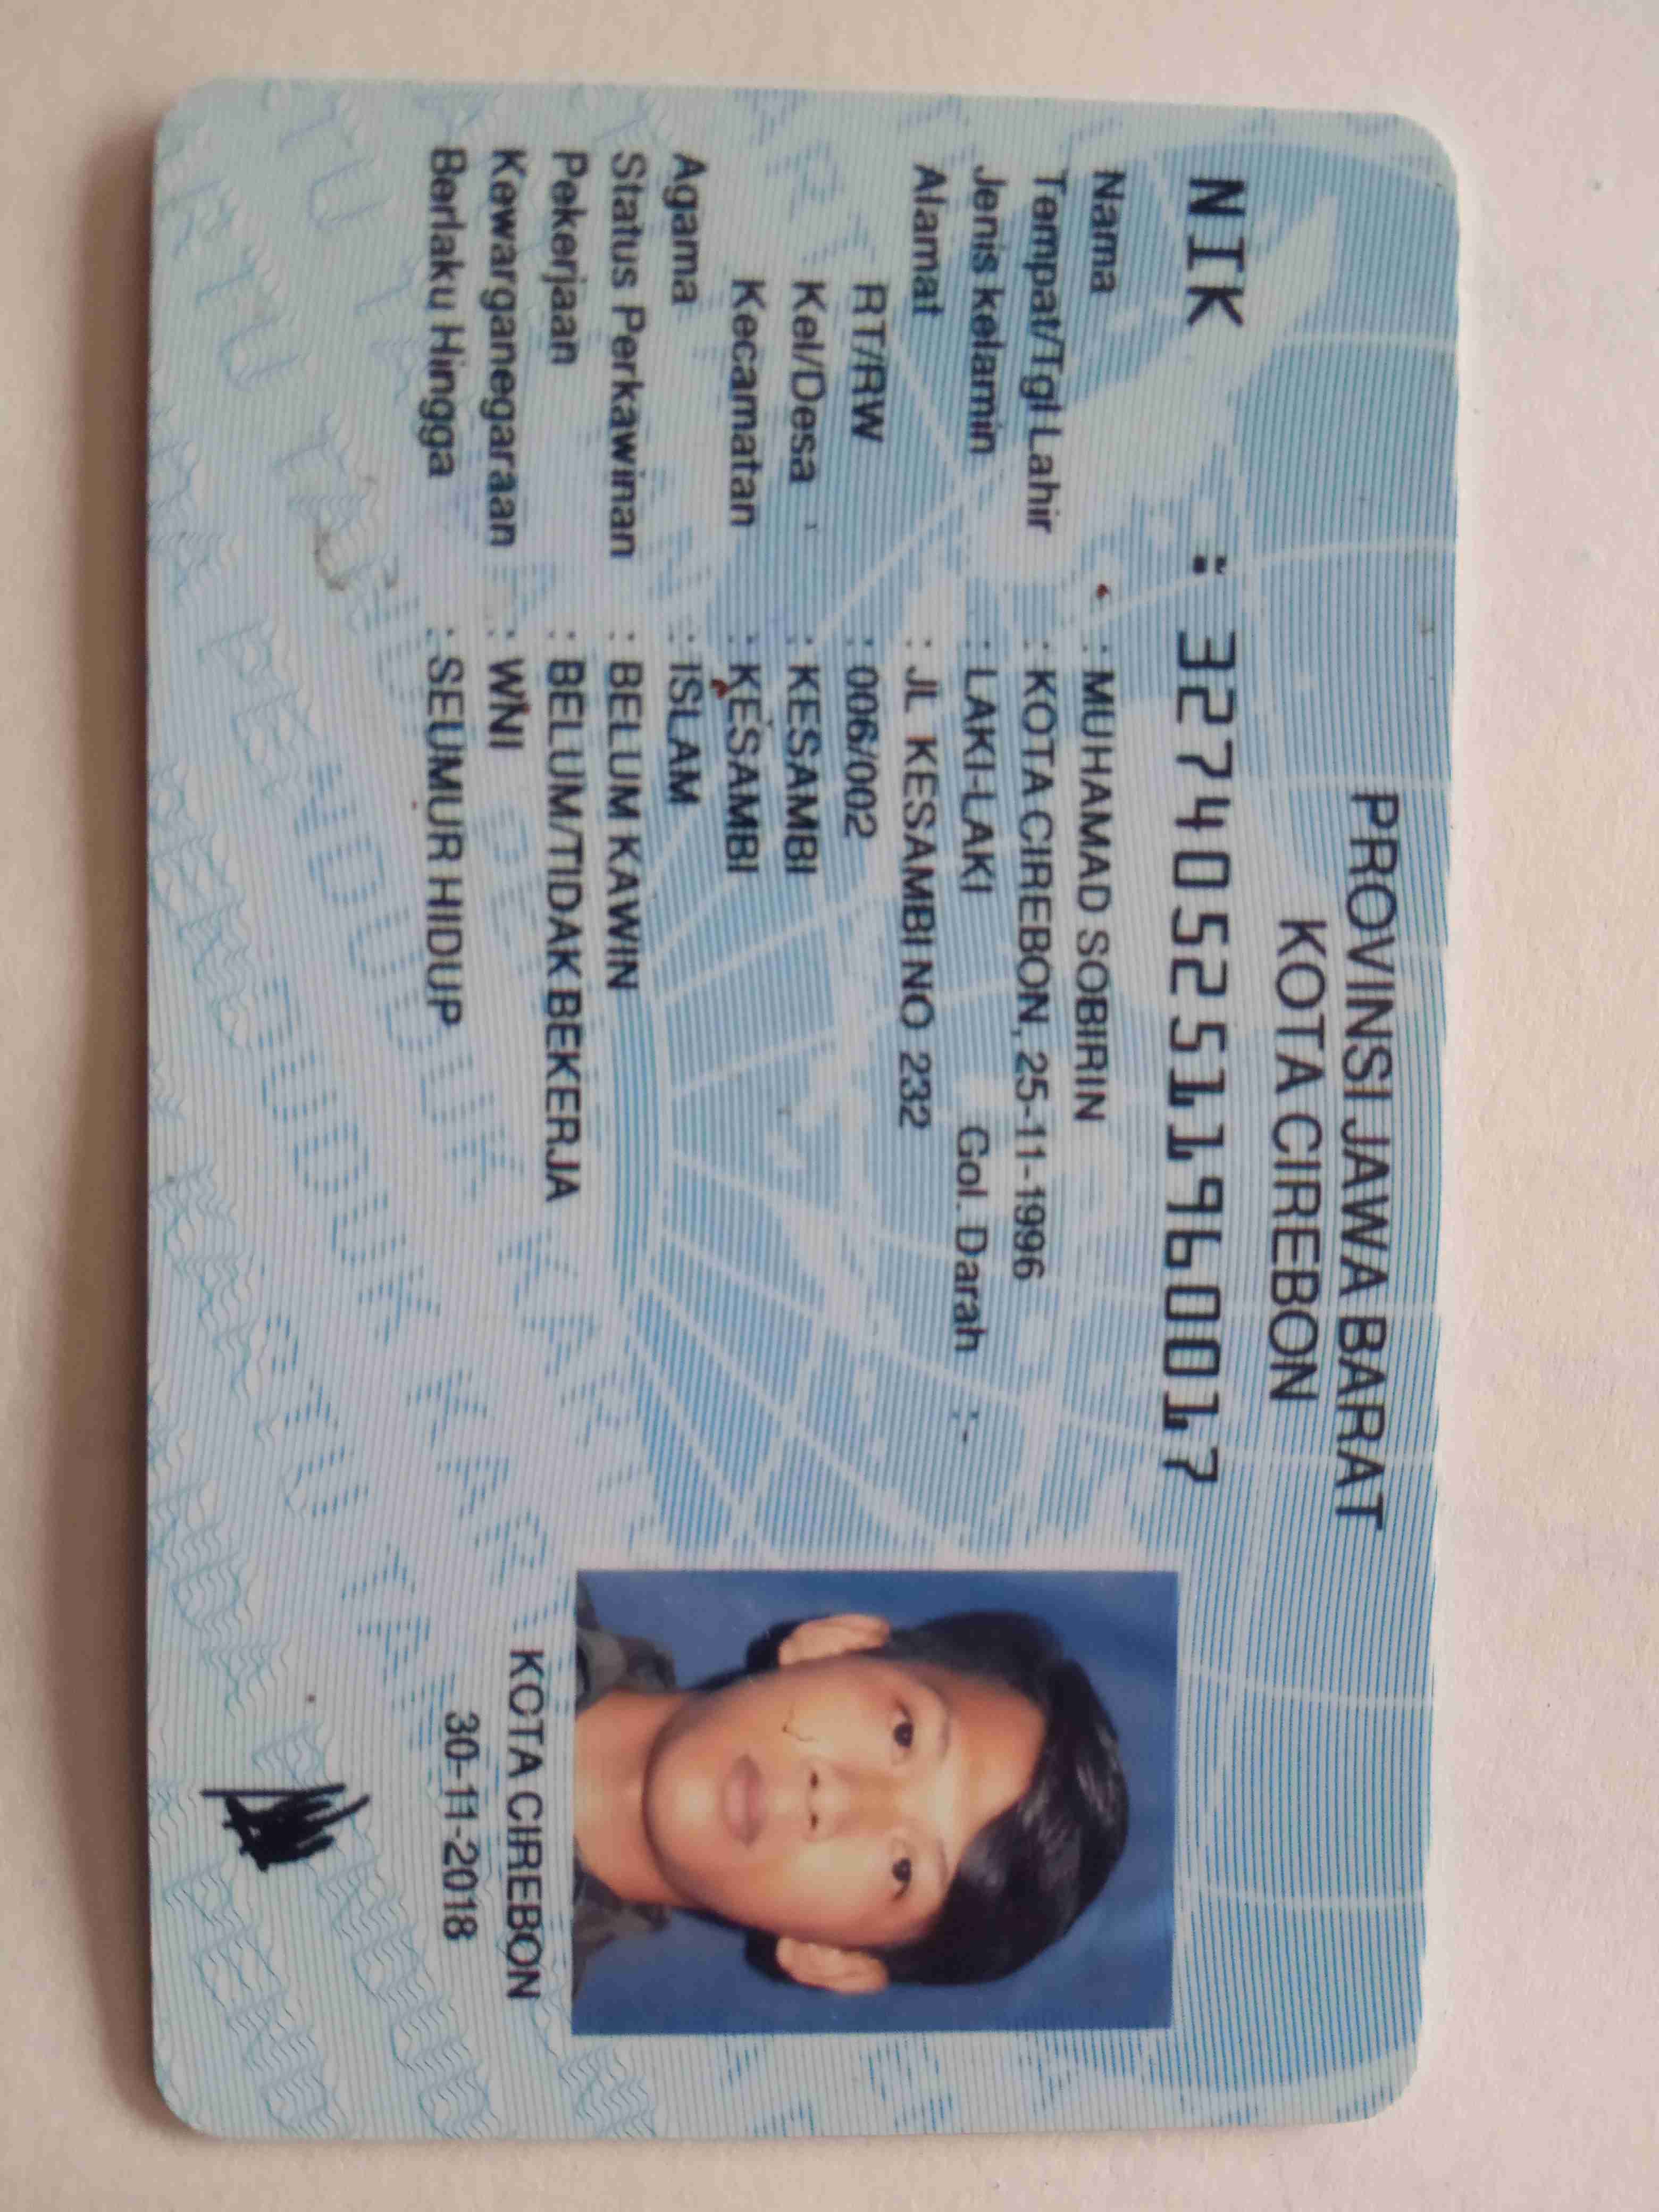 PROVINSI JAWA BARAT
KOTA CIREBON
NIK : 3274052511960017
Nama : MUHAMAD SOBIRIN
Tempat/Tgl Lahir : KOTA CIREBON, 25-11-1996
Jenis kelamin : LAKI-LAKI Gol. Darah : -
Alamat : JL KESAMBI NO 232
RT/RW : 006/002
Kel/Desa : KESAMBI
Kecamatan : KESAMBI
Agama : ISLAM
Status Perkawinan : BELUM KAWIN
Pekerjaan : BELUM/TIDAK BEKERJA
Kewarganegaraan : WNI
Berlaku Hingga : SEUMUR HIDUP
KOTA CIREBON
30-11-2018